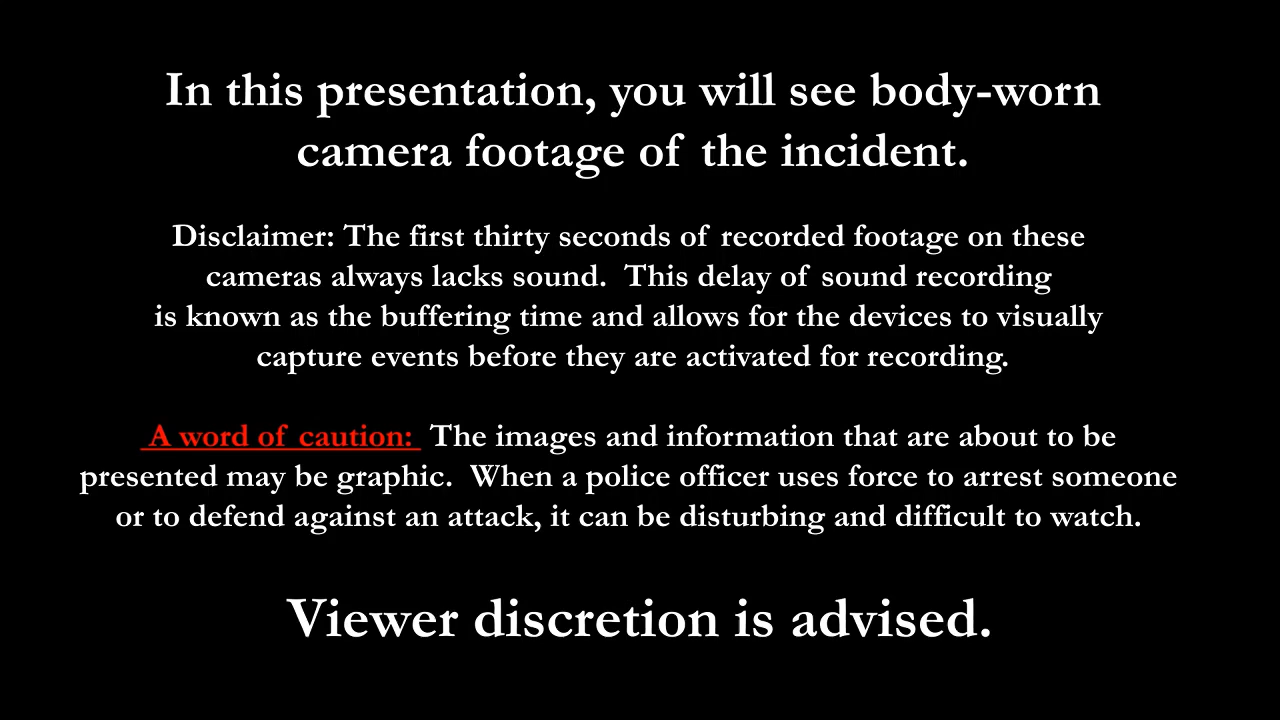 In this presentation, you will see body-worn
camera footage of the incident.
Disclaimer: The first thirty seconds of recorded footage on these
cameras always lacks sound. This delay of sound recording
is known as the buffering time and allows for the devices to visually
capture events before they are activated for recording.
A word of caution: The images and information that are about to be
presented may be graphic. When a police officer uses force to arrest someone
or to defend against an attack, it can be disturbing and difficult to watch.
Viewer discretion is advised.